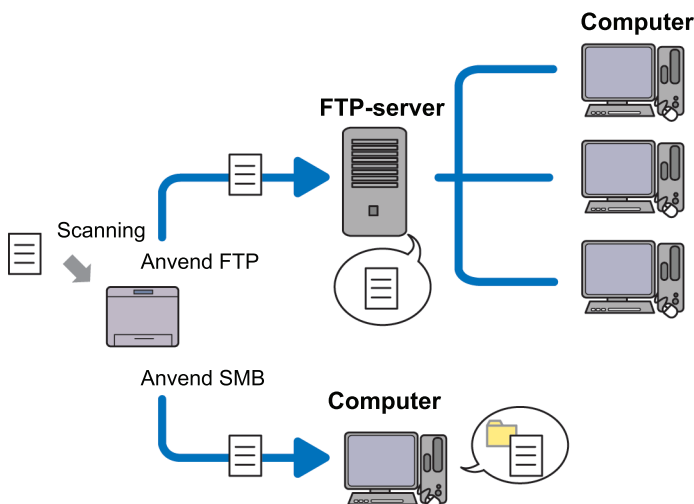 Computer
FTP-server
Scanning
Anvend FTP
Anvend SMB
Computer